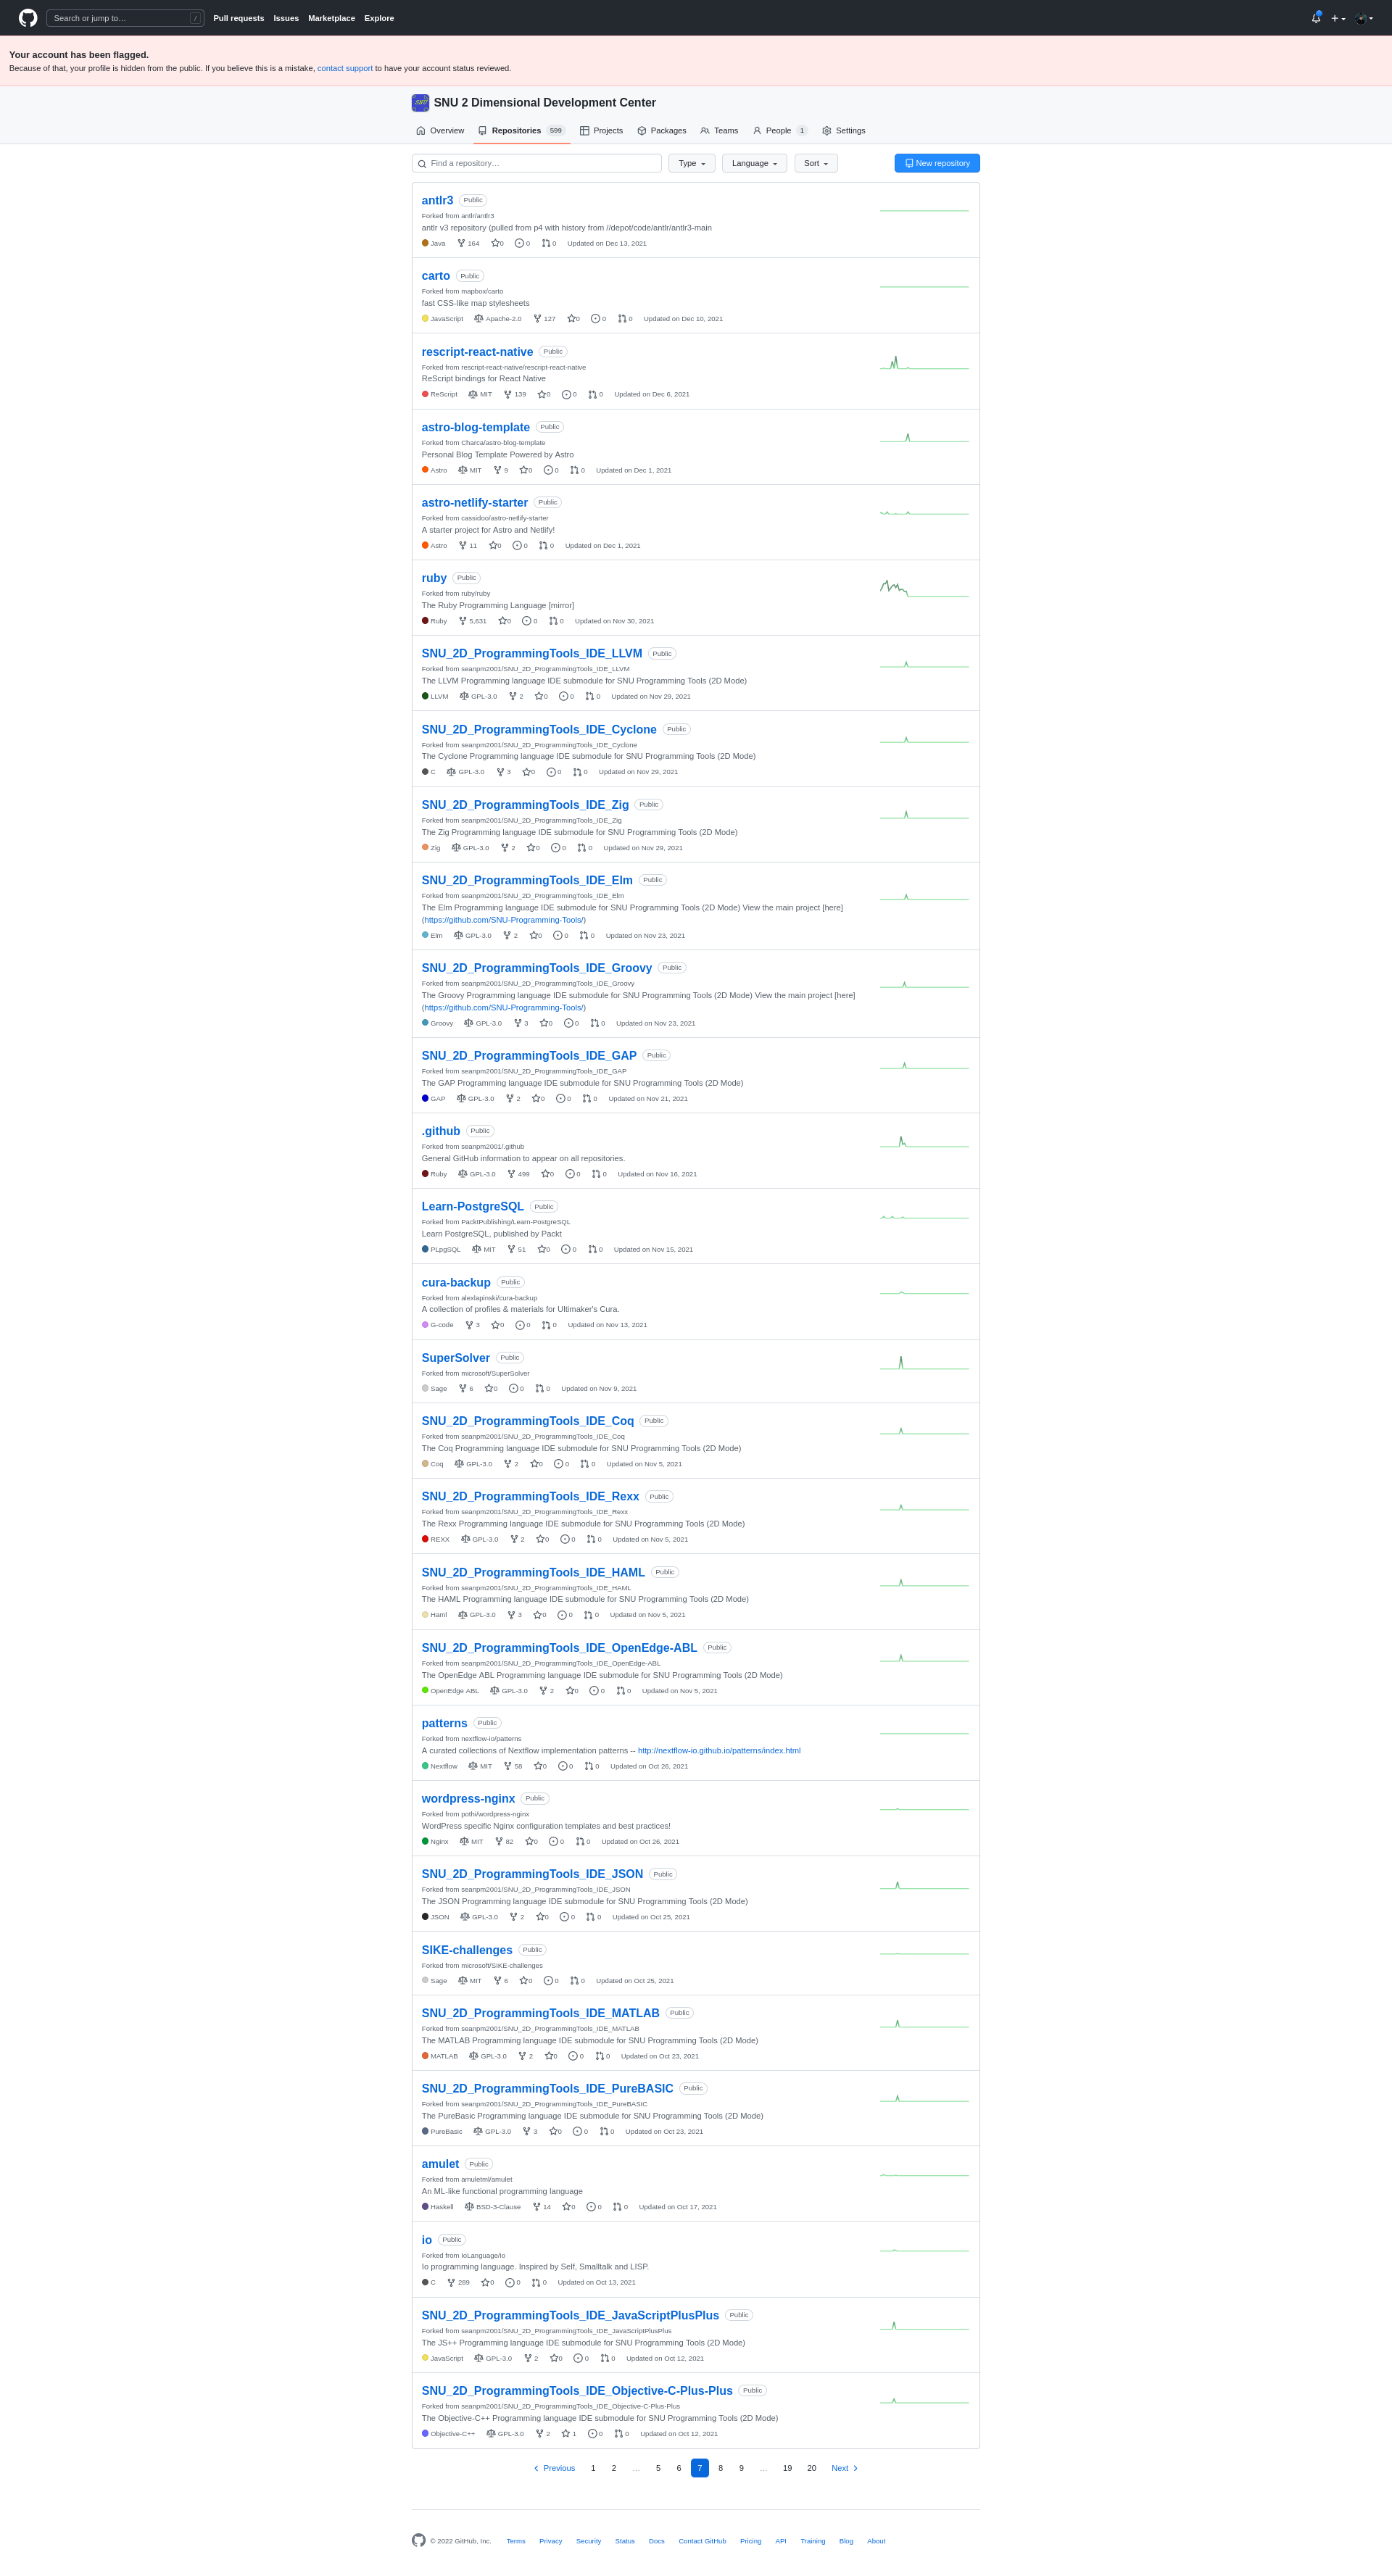 Search or jump to… /
Pull requests Issues Marketplace Explore
Your account has been flagged.
Because of that, your profile is hidden from the public. If you believe this is a mistake, contact support to have your account status reviewed.
SNU 2 Dimensional Development Center
Overview Repositories 599 Projects Packages Teams People 1 Settings
Find a repository… Type Language Sort New repository
antlr3 Public
Forked from antlr/antlr3
antlr v3 repository (pulled from p4 with history from //depot/code/antlr/antlr3-main
Java 164 0 0 0 Updated on Dec 13, 2021
carto Public
Forked from mapbox/carto
fast CSS-like map stylesheets
JavaScript Apache-2.0 127 0 0 0 Updated on Dec 10, 2021
rescript-react-native Public
Forked from rescript-react-native/rescript-react-native
ReScript bindings for React Native
ReScript MIT 139 0 0 0 Updated on Dec 6, 2021
astro-blog-template Public
Forked from Charca/astro-blog-template
Personal Blog Template Powered by Astro
Astro MIT 9 0 0 0 Updated on Dec 1, 2021
astro-netlify-starter Public
Forked from cassidoo/astro-netlify-starter
A starter project for Astro and Netlify!
Astro 11 0 0 0 Updated on Dec 1, 2021
ruby Public
Forked from ruby/ruby
The Ruby Programming Language [mirror]
Ruby 5,631 0 0 0 Updated on Nov 30, 2021
SNU_2D_ProgrammingTools_IDE_LLVM Public
Forked from seanpm2001/SNU_2D_ProgrammingTools_IDE_LLVM
The LLVM Programming language IDE submodule for SNU Programming Tools (2D Mode)
LLVM GPL-3.0 2 0 0 0 Updated on Nov 29, 2021
SNU_2D_ProgrammingTools_IDE_Cyclone Public
Forked from seanpm2001/SNU_2D_ProgrammingTools_IDE_Cyclone
The Cyclone Programming language IDE submodule for SNU Programming Tools (2D Mode)
C GPL-3.0 3 0 0 0 Updated on Nov 29, 2021
SNU_2D_ProgrammingTools_IDE_Zig Public
Forked from seanpm2001/SNU_2D_ProgrammingTools_IDE_Zig
The Zig Programming language IDE submodule for SNU Programming Tools (2D Mode)
Zig GPL-3.0 2 0 0 0 Updated on Nov 29, 2021
SNU_2D_ProgrammingTools_IDE_Elm Public
Forked from seanpm2001/SNU_2D_ProgrammingTools_IDE_Elm
The Elm Programming language IDE submodule for SNU Programming Tools (2D Mode) View the main project [here]
(https://github.com/SNU-Programming-Tools/)
Elm GPL-3.0 2 0 0 0 Updated on Nov 23, 2021
SNU_2D_ProgrammingTools_IDE_Groovy Public
Forked from seanpm2001/SNU_2D_ProgrammingTools_IDE_Groovy
The Groovy Programming language IDE submodule for SNU Programming Tools (2D Mode) View the main project [here]
(https://github.com/SNU-Programming-Tools/)
Groovy GPL-3.0 3 0 0 0 Updated on Nov 23, 2021
SNU_2D_ProgrammingTools_IDE_GAP Public
Forked from seanpm2001/SNU_2D_ProgrammingTools_IDE_GAP
The GAP Programming language IDE submodule for SNU Programming Tools (2D Mode)
GAP GPL-3.0 2 0 0 0 Updated on Nov 21, 2021
.github Public
Forked from seanpm2001/.github
General GitHub information to appear on all repositories.
Ruby GPL-3.0 499 0 0 0 Updated on Nov 16, 2021
Learn-PostgreSQL Public
Forked from PacktPublishing/Learn-PostgreSQL
Learn PostgreSQL, published by Packt
PLpgSQL MIT 51 0 0 0 Updated on Nov 15, 2021
cura-backup Public
Forked from alexlapinski/cura-backup
A collection of profiles & materials for Ultimaker's Cura.
G-code 3 0 0 0 Updated on Nov 13, 2021
SuperSolver Public
Forked from microsoft/SuperSolver
Sage 6 0 0 0 Updated on Nov 9, 2021
SNU_2D_ProgrammingTools_IDE_Coq Public
Forked from seanpm2001/SNU_2D_ProgrammingTools_IDE_Coq
The Coq Programming language IDE submodule for SNU Programming Tools (2D Mode)
Coq GPL-3.0 2 0 0 0 Updated on Nov 5, 2021
SNU_2D_ProgrammingTools_IDE_Rexx Public
Forked from seanpm2001/SNU_2D_ProgrammingTools_IDE_Rexx
The Rexx Programming language IDE submodule for SNU Programming Tools (2D Mode)
REXX GPL-3.0 2 0 0 0 Updated on Nov 5, 2021
SNU_2D_ProgrammingTools_IDE_HAML Public
Forked from seanpm2001/SNU_2D_ProgrammingTools_IDE_HAML
The HAML Programming language IDE submodule for SNU Programming Tools (2D Mode)
Haml GPL-3.0 3 0 0 0 Updated on Nov 5, 2021
SNU_2D_ProgrammingTools_IDE_OpenEdge-ABL Public
Forked from seanpm2001/SNU_2D_ProgrammingTools_IDE_OpenEdge-ABL
The OpenEdge ABL Programming language IDE submodule for SNU Programming Tools (2D Mode)
OpenEdge ABL GPL-3.0 2 0 0 0 Updated on Nov 5, 2021
patterns Public
Forked from nextflow-io/patterns
A curated collections of Nextflow implementation patterns -- http://nextflow-io.github.io/patterns/index.html
Nextflow MIT 58 0 0 0 Updated on Oct 26, 2021
wordpress-nginx Public
Forked from pothi/wordpress-nginx
WordPress specific Nginx configuration templates and best practices!
Nginx MIT 82 0 0 0 Updated on Oct 26, 2021
SNU_2D_ProgrammingTools_IDE_JSON Public
Forked from seanpm2001/SNU_2D_ProgrammingTools_IDE_JSON
The JSON Programming language IDE submodule for SNU Programming Tools (2D Mode)
JSON GPL-3.0 2 0 0 0 Updated on Oct 25, 2021
SIKE-challenges Public
Forked from microsoft/SIKE-challenges
Sage MIT 6 0 0 0 Updated on Oct 25, 2021
SNU_2D_ProgrammingTools_IDE_MATLAB Public
Forked from seanpm2001/SNU_2D_ProgrammingTools_IDE_MATLAB
The MATLAB Programming language IDE submodule for SNU Programming Tools (2D Mode)
MATLAB GPL-3.0 2 0 0 0 Updated on Oct 23, 2021
SNU_2D_ProgrammingTools_IDE_PureBASIC Public
Forked from seanpm2001/SNU_2D_ProgrammingTools_IDE_PureBASIC
The PureBasic Programming language IDE submodule for SNU Programming Tools (2D Mode)
PureBasic GPL-3.0 3 0 0 0 Updated on Oct 23, 2021
amulet Public
Forked from amuletml/amulet
An ML-like functional programming language
Haskell BSD-3-Clause 14 0 0 0 Updated on Oct 17, 2021
io Public
Forked from IoLanguage/io
Io programming language. Inspired by Self, Smalltalk and LISP.
C 289 0 0 0 Updated on Oct 13, 2021
SNU_2D_ProgrammingTools_IDE_JavaScriptPlusPlus Public
Forked from seanpm2001/SNU_2D_ProgrammingTools_IDE_JavaScriptPlusPlus
The JS++ Programming language IDE submodule for SNU Programming Tools (2D Mode)
JavaScript GPL-3.0 2 0 0 0 Updated on Oct 12, 2021
SNU_2D_ProgrammingTools_IDE_Objective-C-Plus-Plus Public
Forked from seanpm2001/SNU_2D_ProgrammingTools_IDE_Objective-C-Plus-Plus
The Objective-C++ Programming language IDE submodule for SNU Programming Tools (2D Mode)
Objective-C++ GPL-3.0 2 1 0 0 Updated on Oct 12, 2021
Previous 1 2 … 5 6 7 8 9 … 19 20 Next
© 2022 GitHub, Inc. Terms Privacy Security Status Docs Contact GitHub Pricing API Training Blog About